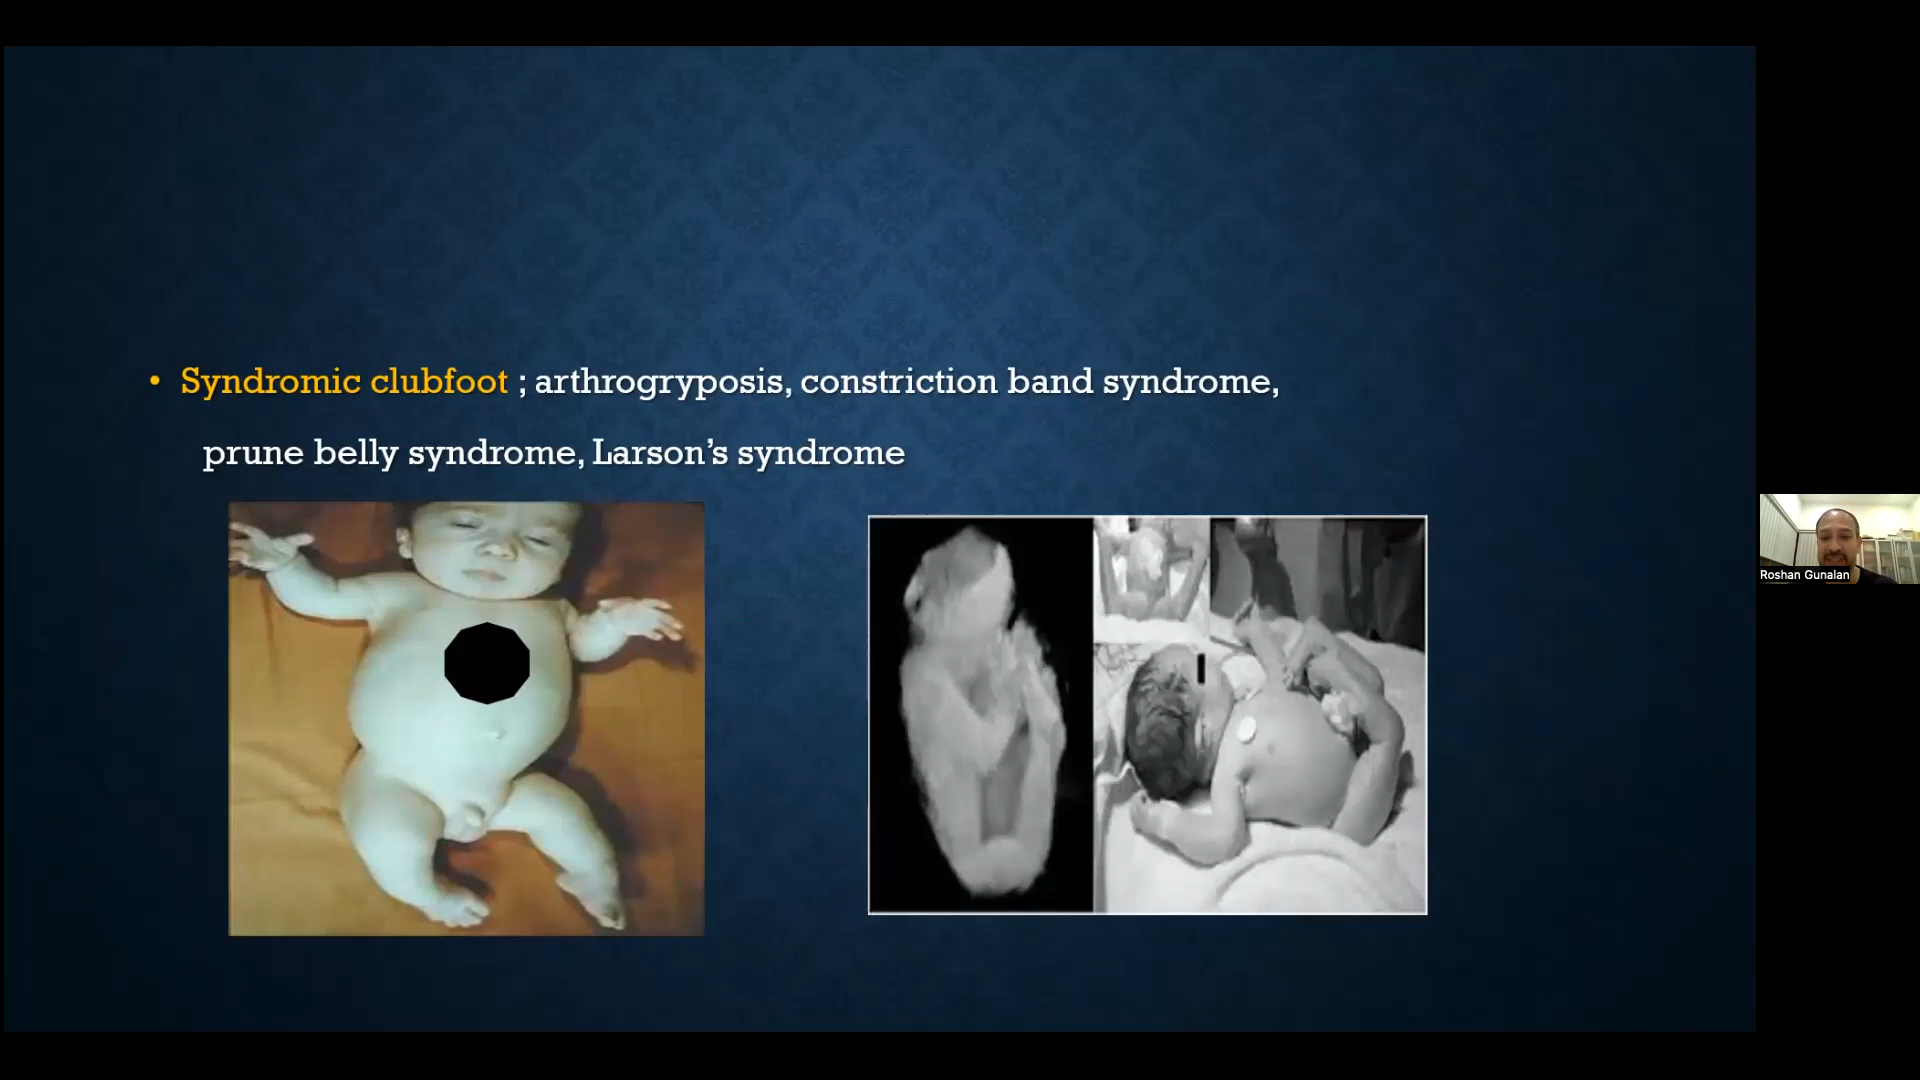 • Syndromic clubfoot ; arthrogryposis, constriction band syndrome,
prune belly syndrome, Larson’s syndrome
Roshan Gunalan